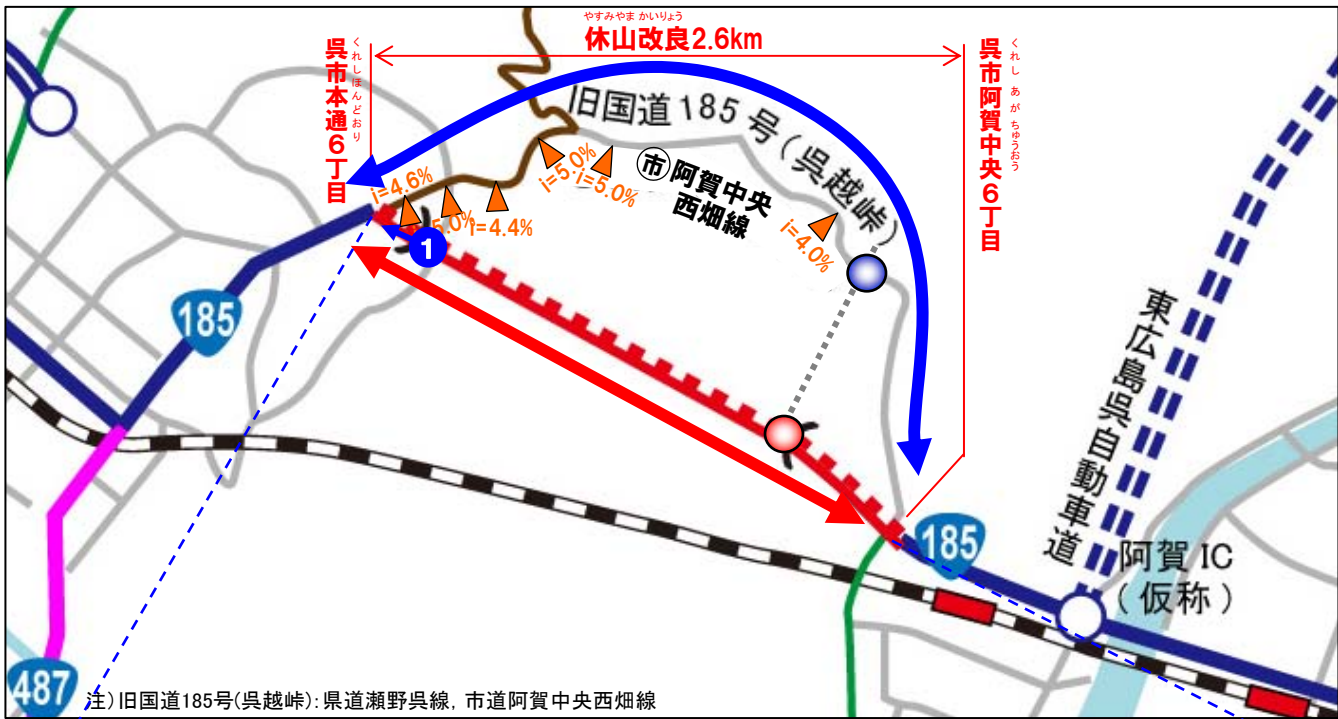 やすみやま かいりょう
休山改良2.6km
くれし ほんどおり
呉市本通6丁目
くれし あが ちゅうおう
呉市阿賀中央6丁目
旧国道185号(呉越峠)
i=4.6%
5.0%
i=4.4%
i=5.0%
i=5.0%
市 阿賀中央
西畑線
i=4.0%
1
185
185
東広島呉自動車道
阿賀 IC
(仮称)
487
注)旧国道185号(呉越峠):県道瀬野呉線, 市道阿賀中央西畑線